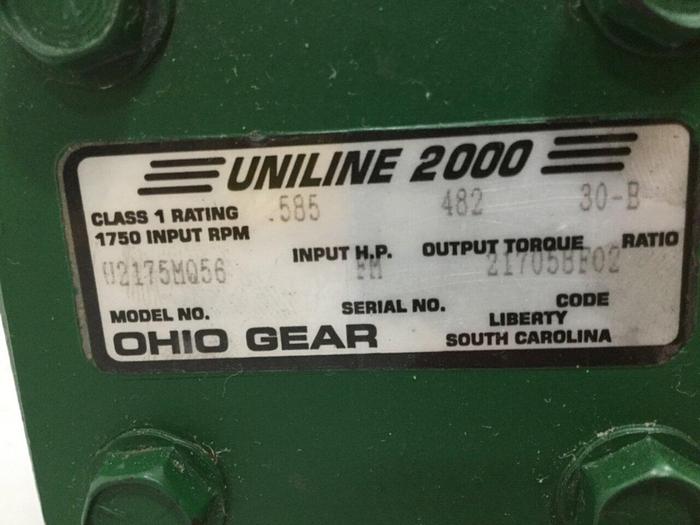 UNILINE 2000
CLASS 1 RATING .585 482 30-B
1750 INPUT RPM INPUT H.P. OUTPUT TORQUE RATIO
U2175MQ56 FM 21705BF02
MODEL NO. SERIAL NO. CODE
OHIO GEAR LIBERTY
SOUTH CAROLINA